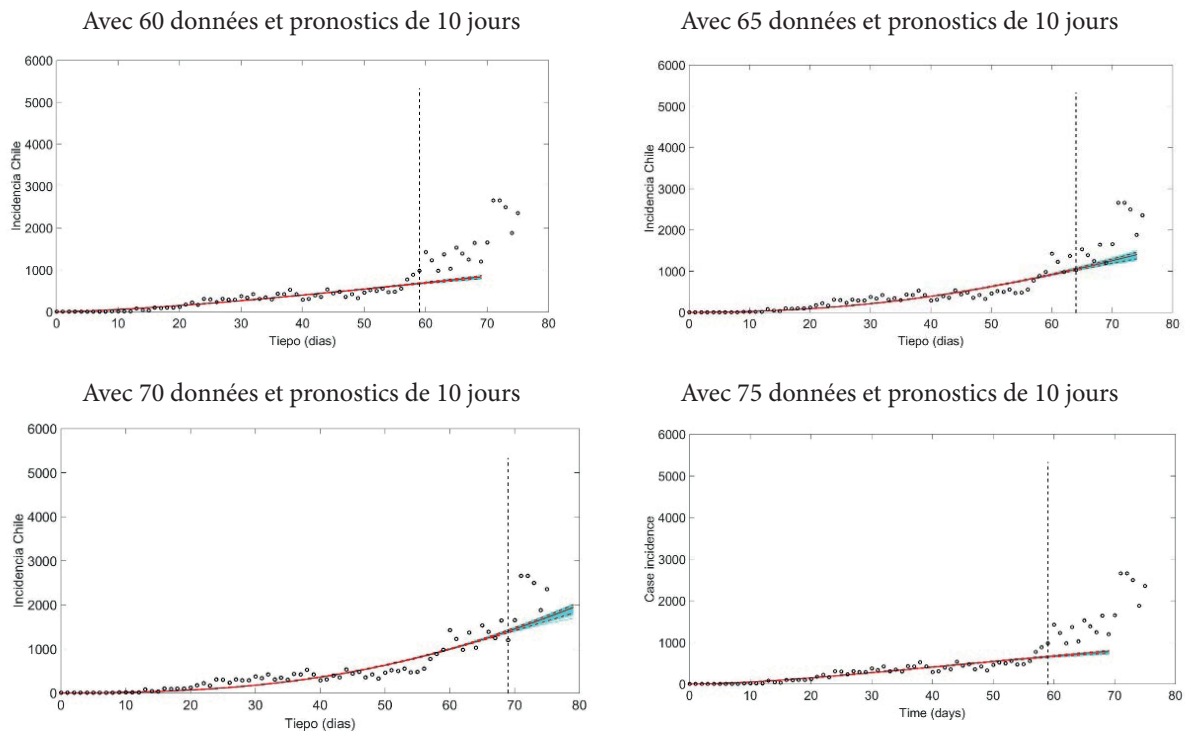 Avec 60 données et pronostics de 10 jours
6000
5000
4000
3000
2000
1000
0
Incidencia Chile
0 10 20 30 40 50 60 70 80
Tiepo (dias)
Avec 65 données et pronostics de 10 jours
6000
5000
4000
3000
2000
1000
0
Incidencia Chile
0 10 20 30 40 50 60 70 80
Tiepo (dias)
Avec 70 données et pronostics de 10 jours
6000
5000
4000
3000
2000
1000
0
Incidencia Chile
0 10 20 30 40 50 60 70 80
Tiepo (dias)
Avec 75 données et pronostics de 10 jours
6000
5000
4000
3000
2000
1000
0
Case incidence
0 10 20 30 40 50 60 70 80
Time (days)